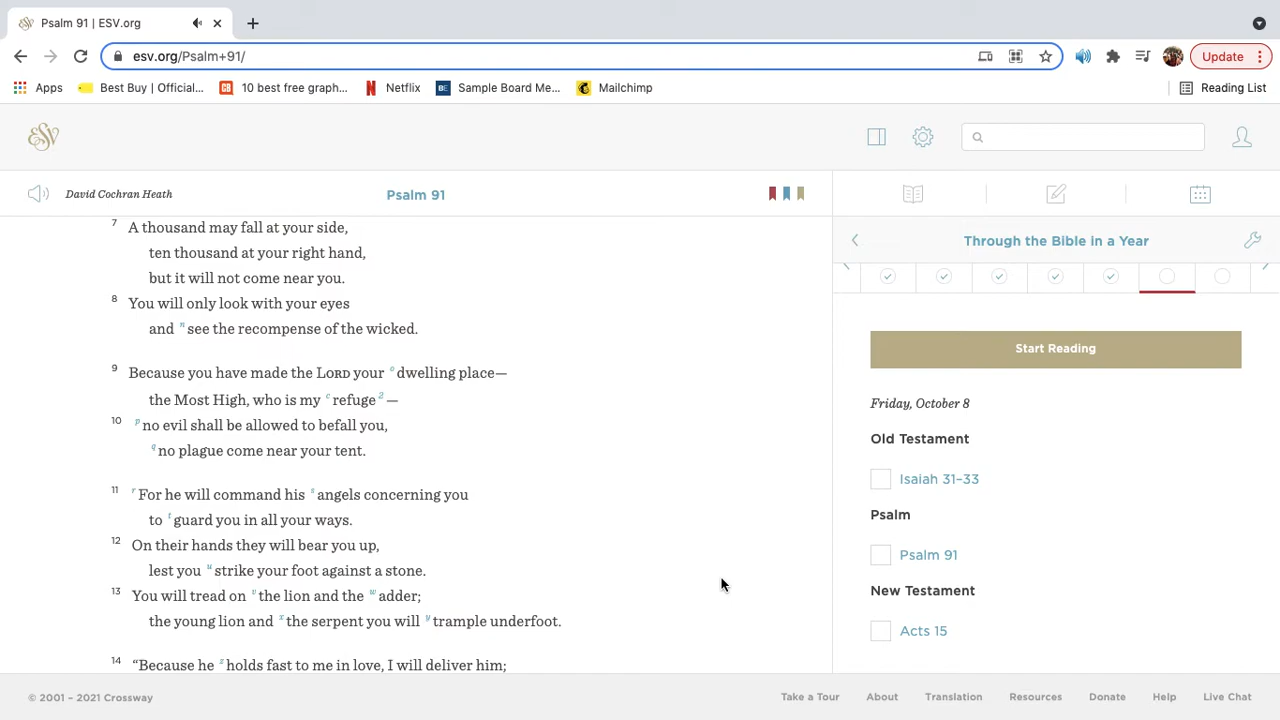 Psalm 91 | ESV.org
esv.org/Psalm+91/
Update
Apps
Best Buy | Official...
CB
10 best free graph...
N
Netflix
BE
Sample Board Me...
Mailchimp
Reading List
ESV
David Cochran Heath
Psalm 91
7 A thousand may fall at your side,
ten thousand at your right hand,
but it will not come near you.
8 You will only look with your eyes
and n see the recompense of the wicked.
9 Because you have made the LORD your o dwelling place—
the Most High, who is my c refuge 2 —
10 p no evil shall be allowed to befall you,
q no plague come near your tent.
11 r For he will command his s angels concerning you
to t guard you in all your ways.
12 On their hands they will bear you up,
lest you u strike your foot against a stone.
13 You will tread on v the lion and the w adder;
the young lion and x the serpent you will y trample underfoot.
14 “Because he z holds fast to me in love, I will deliver him;
Through the Bible in a Year
Start Reading
Friday, October 8
Old Testament
Isaiah 31–33
Psalm
Psalm 91
New Testament
Acts 15
© 2001 – 2021 Crossway
Take a Tour
About
Translation
Resources
Donate
Help
Live Chat